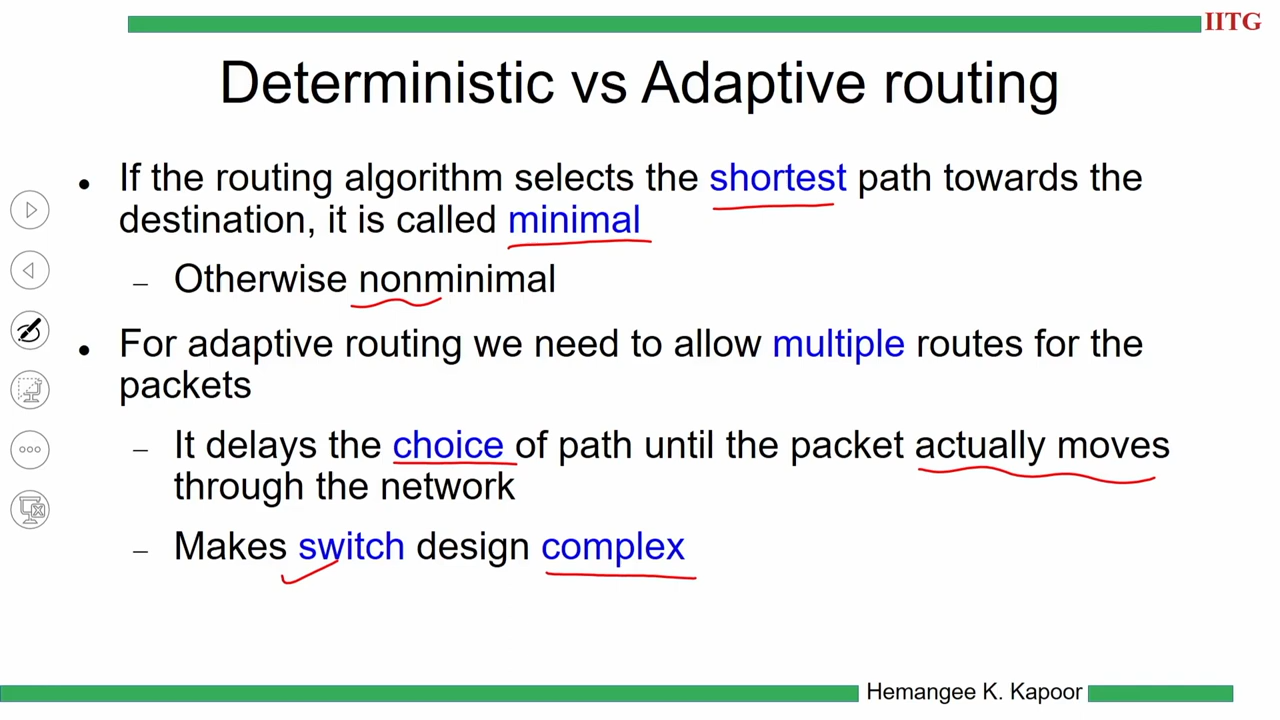 IITG
Deterministic vs Adaptive routing
• If the routing algorithm selects the shortest path towards the
destination, it is called minimal
– Otherwise nonminimal
• For adaptive routing we need to allow multiple routes for the
packets
– It delays the choice of path until the packet actually moves
through the network
– Makes switch design complex
Hemangee K. Kapoor